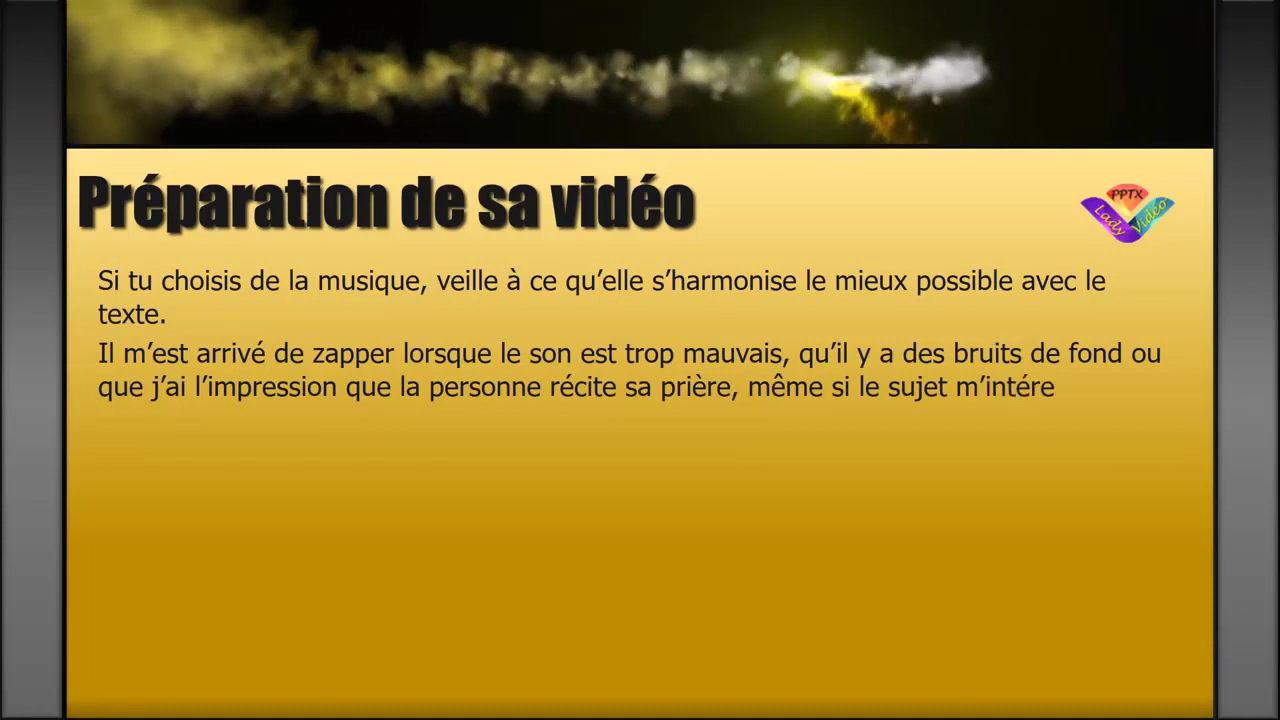 Préparation de sa vidéo
PPTX
Lady Vidéo
Si tu choisis de la musique, veille à ce qu’elle s’harmonise le mieux possible avec le
texte.
Il m’est arrivé de zapper lorsque le son est trop mauvais, qu’il y a des bruits de fond ou
que j’ai l’impression que la personne récite sa prière, même si le sujet m’intére